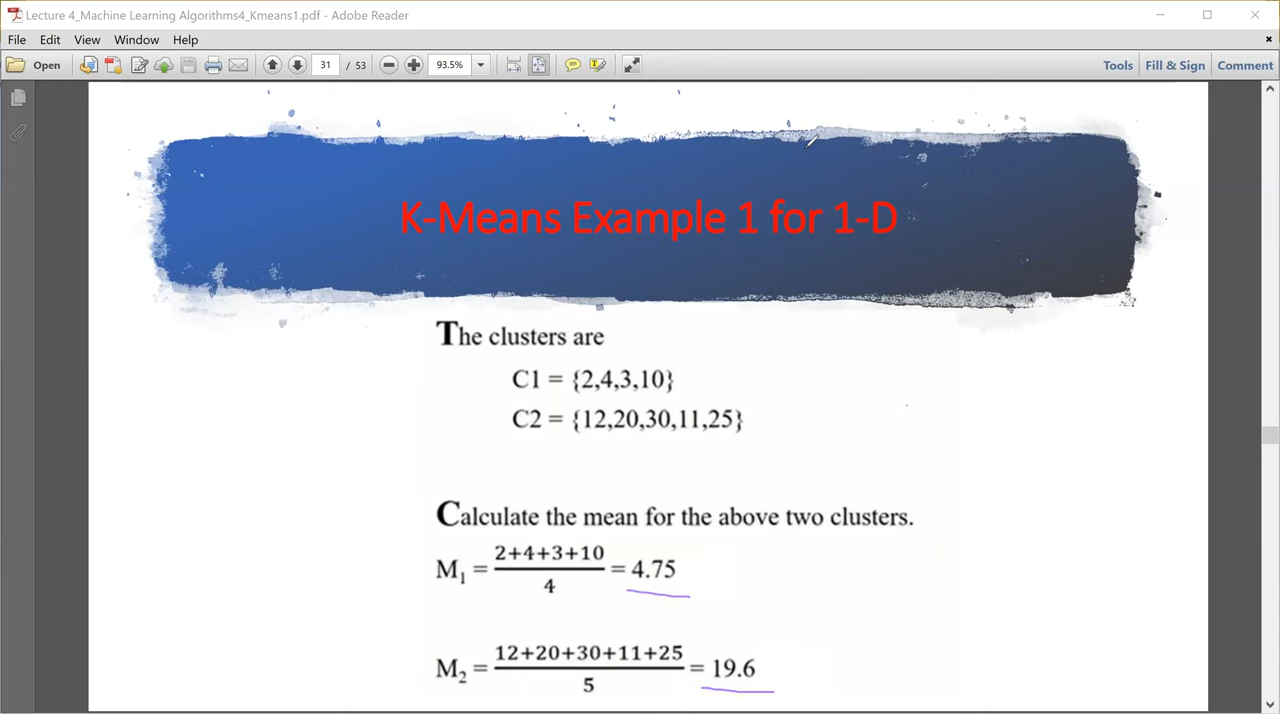 Lecture 4_Machine Learning Algorithms4_Kmeans1.pdf - Adobe Reader
File Edit View Window Help
Open 31 / 53 93.5% Tools Fill & Sign Comment
K-Means Example 1 for 1-D
The clusters are
C1 = {2,4,3,10}
C2 = {12,20,30,11,25}
Calculate the mean for the above two clusters.
M₁ = 2+4+3+10 / 4 = 4.75
M₂ = 12+20+30+11+25 / 5 = 19.6